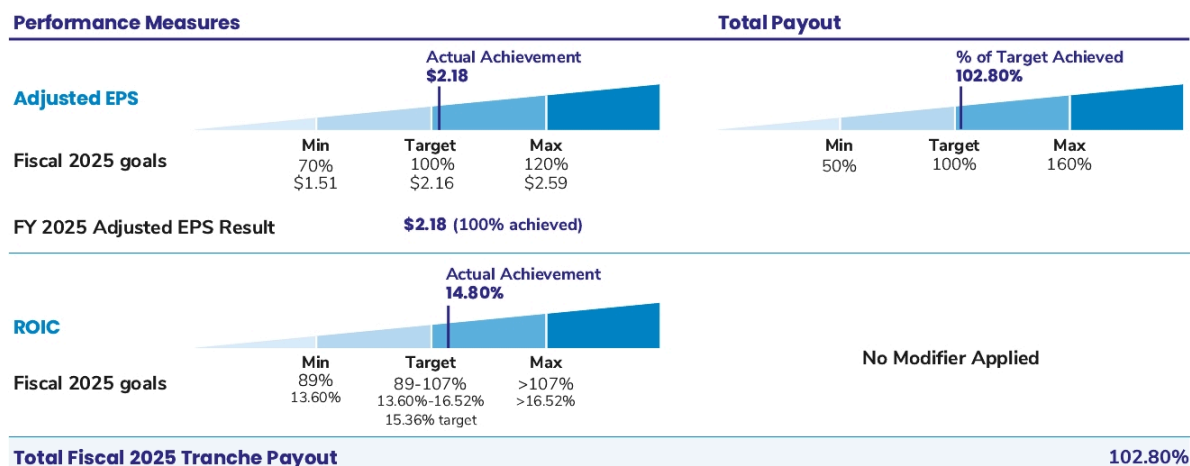 Performance Measures
Total Payout
Actual Achievement
$2.18
% of Target Achieved
102.80%
Adjusted EPS
Fiscal 2025 goals
Min
70%
$1.51
Target
100%
$2.16
Max
120%
$2.59
Min
50%
Target
100%
Max
160%
FY 2025 Adjusted EPS Result
$2.18 (100% achieved)
Actual Achievement
14.80%
ROIC
Fiscal 2025 goals
Min
89%
13.60%
Target
89-107%
13.60%-16.52%
15.36% target
Max
>107%
>16.52%
No Modifier Applied
Total Fiscal 2025 Tranche Payout
102.80%